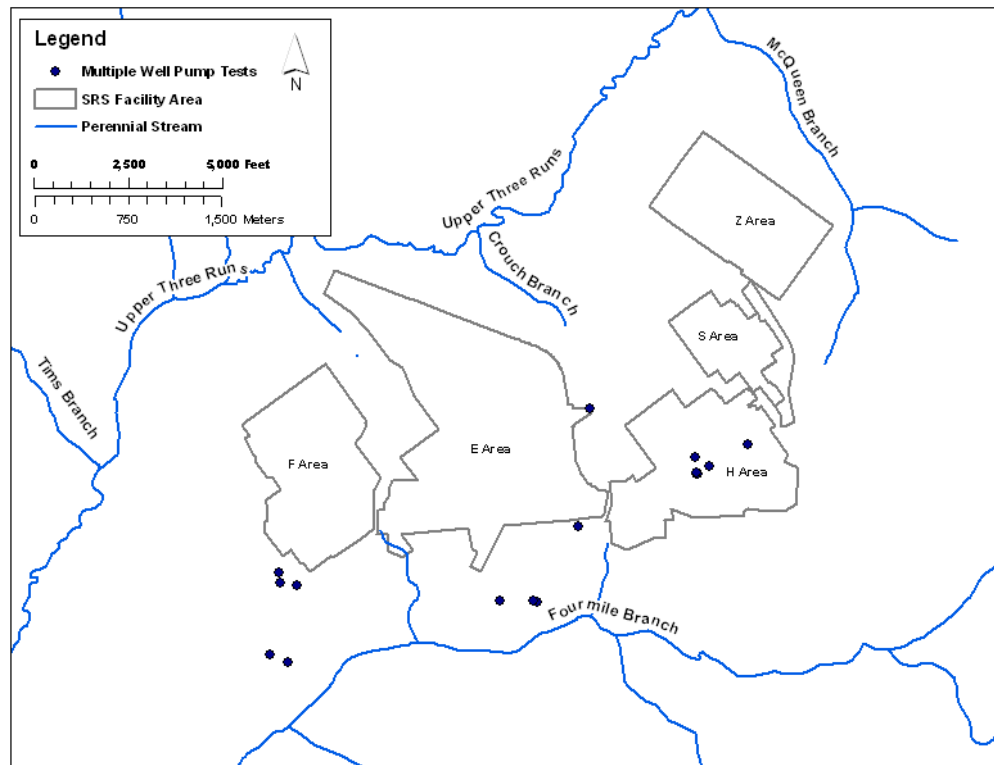 Legend
Multiple Well Pump Tests
SRS Facility Area
Perennial Stream
N
0 2,500 5,000 Feet
0 750 1,500 Meters
McQueen Branch
Upper Three Runs
Z Area
Crouch Branch
Upper Three Runs
S Area
Tims Branch
E Area
F Area
H Area
Fourmile Branch